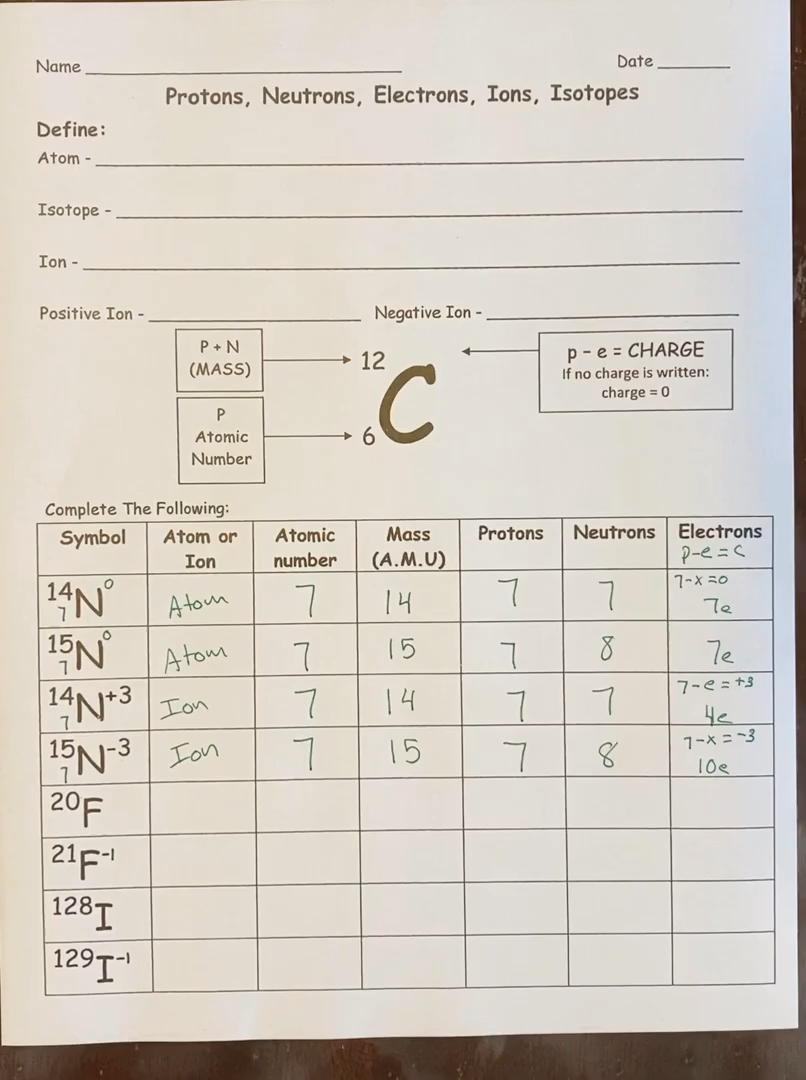 Name
Date
Protons, Neutrons, Electrons, Ions, Isotopes
Define:
Atom -
Isotope -
Ion -
Positive Ion -
Negative Ion -
P + N
(MASS)
12
C
6
P
Atomic
Number
p - e = CHARGE
If no charge is written:
charge = 0
Complete The Following:
Symbol Atom or Ion Atomic number Mass (A.M.U) Protons Neutrons Electrons p-e=c
14 7 N 0 Atom 7 14 7 7 7-x=0 7e
15 7 N 0 Atom 7 15 7 8 7e
14 7 N +3 Ion 7 14 7 7 7-e=+3 4e
15 7 N -3 Ion 7 15 7 8 7-x=-3 10e
20 F
21 F -1
128 I
129 I -1